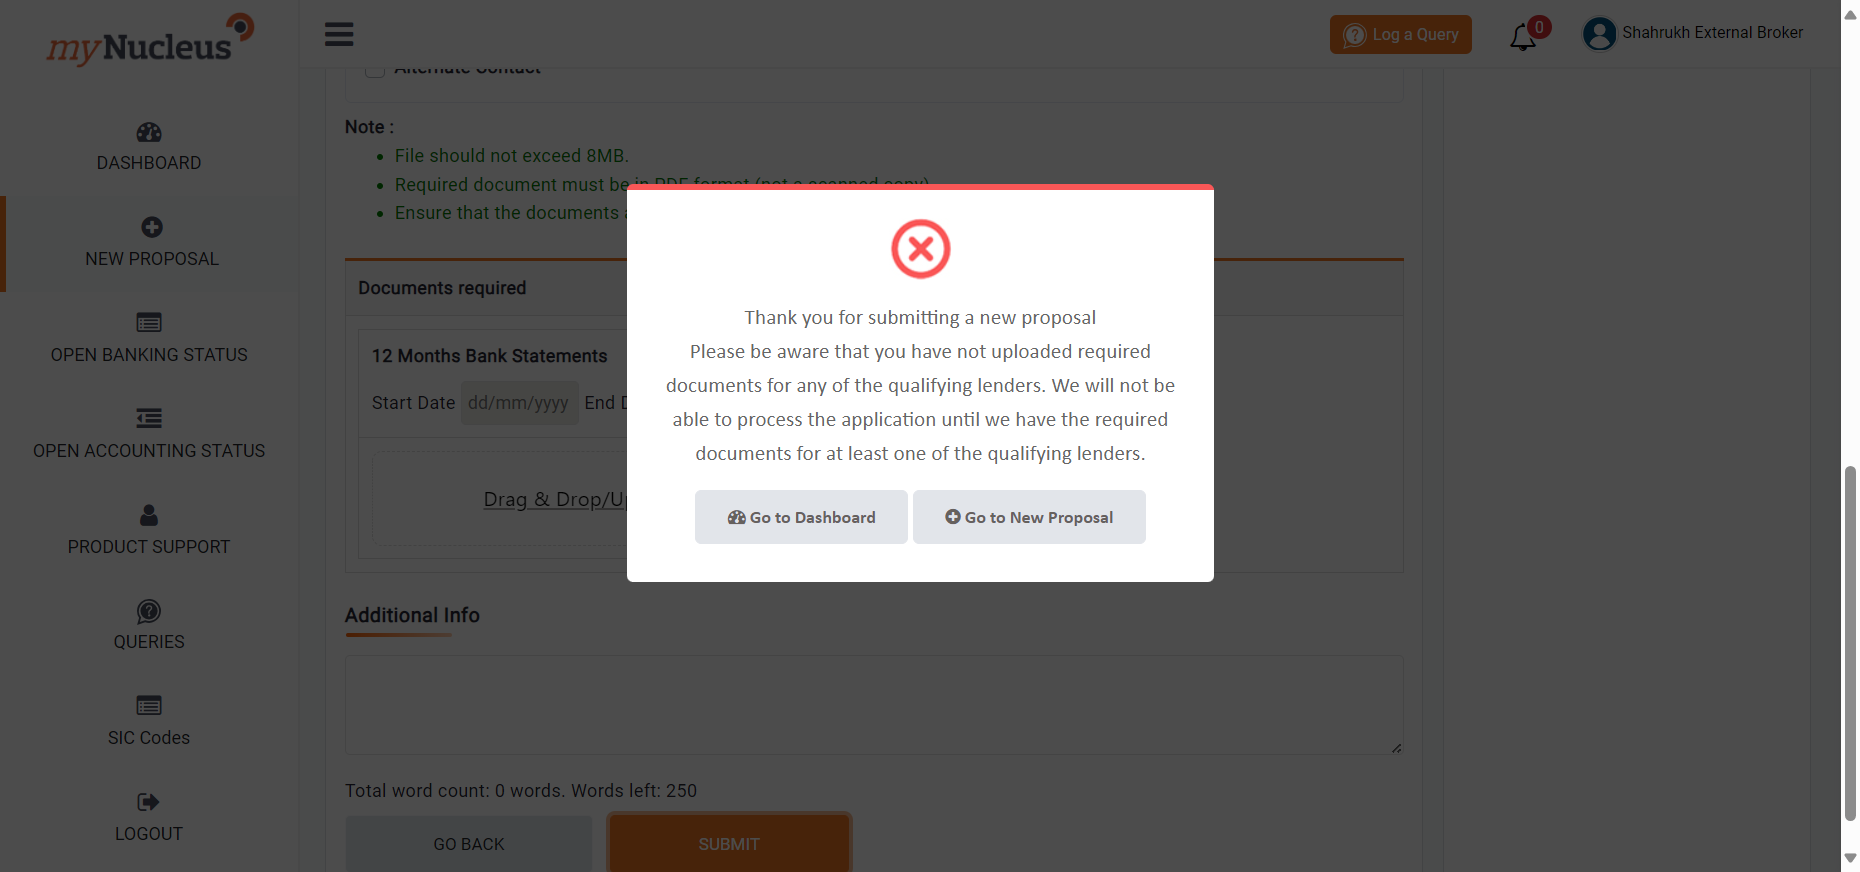 myNucleus
Log a Query
0
Shahrukh External Broker
DASHBOARD
NEW PROPOSAL
OPEN BANKING STATUS
OPEN ACCOUNTING STATUS
PRODUCT SUPPORT
QUERIES
SIC Codes
LOGOUT
Alternate Contact
Note :
File should not exceed 8MB.
Required document must be in PDF format (not a scanned copy)
Ensure that the documents
Documents required
12 Months Bank Statements
Start Date dd/mm/yyyy End
Drag & Drop/
Thank you for submitting a new proposal
Please be aware that you have not uploaded required
documents for any of the qualifying lenders. We will not be
able to process the application until we have the required
documents for at least one of the qualifying lenders.
Go to Dashboard
Go to New Proposal
Additional Info
Total word count: 0 words. Words left: 250
GO BACK
SUBMIT